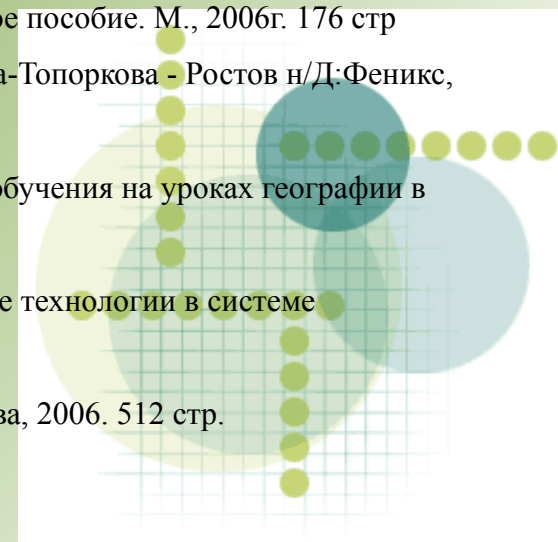 ое пособие. М., 2006г. 176 стр
а-Топоркова - Ростов н/Д:Феникс,
обучения на уроках географии в
е технологии в системе
ва, 2006. 512 стр.